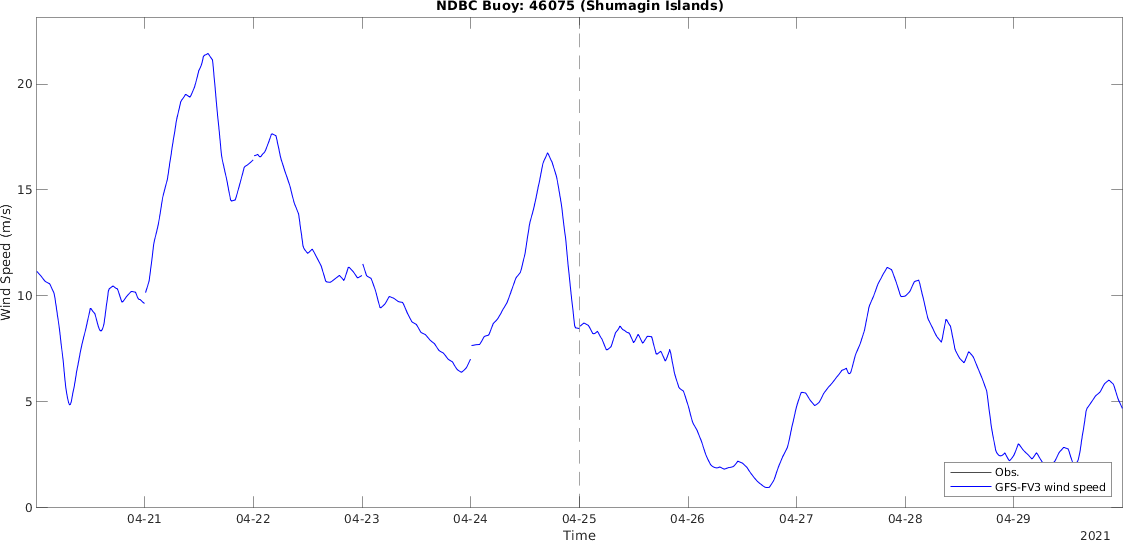 NDBC Buoy: 46075 (Shumagin Islands)
20
15
10
5
0
Wind Speed (m/s)
04-21 04-22 04-23 04-24 04-25 04-26 04-27 04-28 04-29
Time
2021
Obs.
GFS-FV3 wind speed